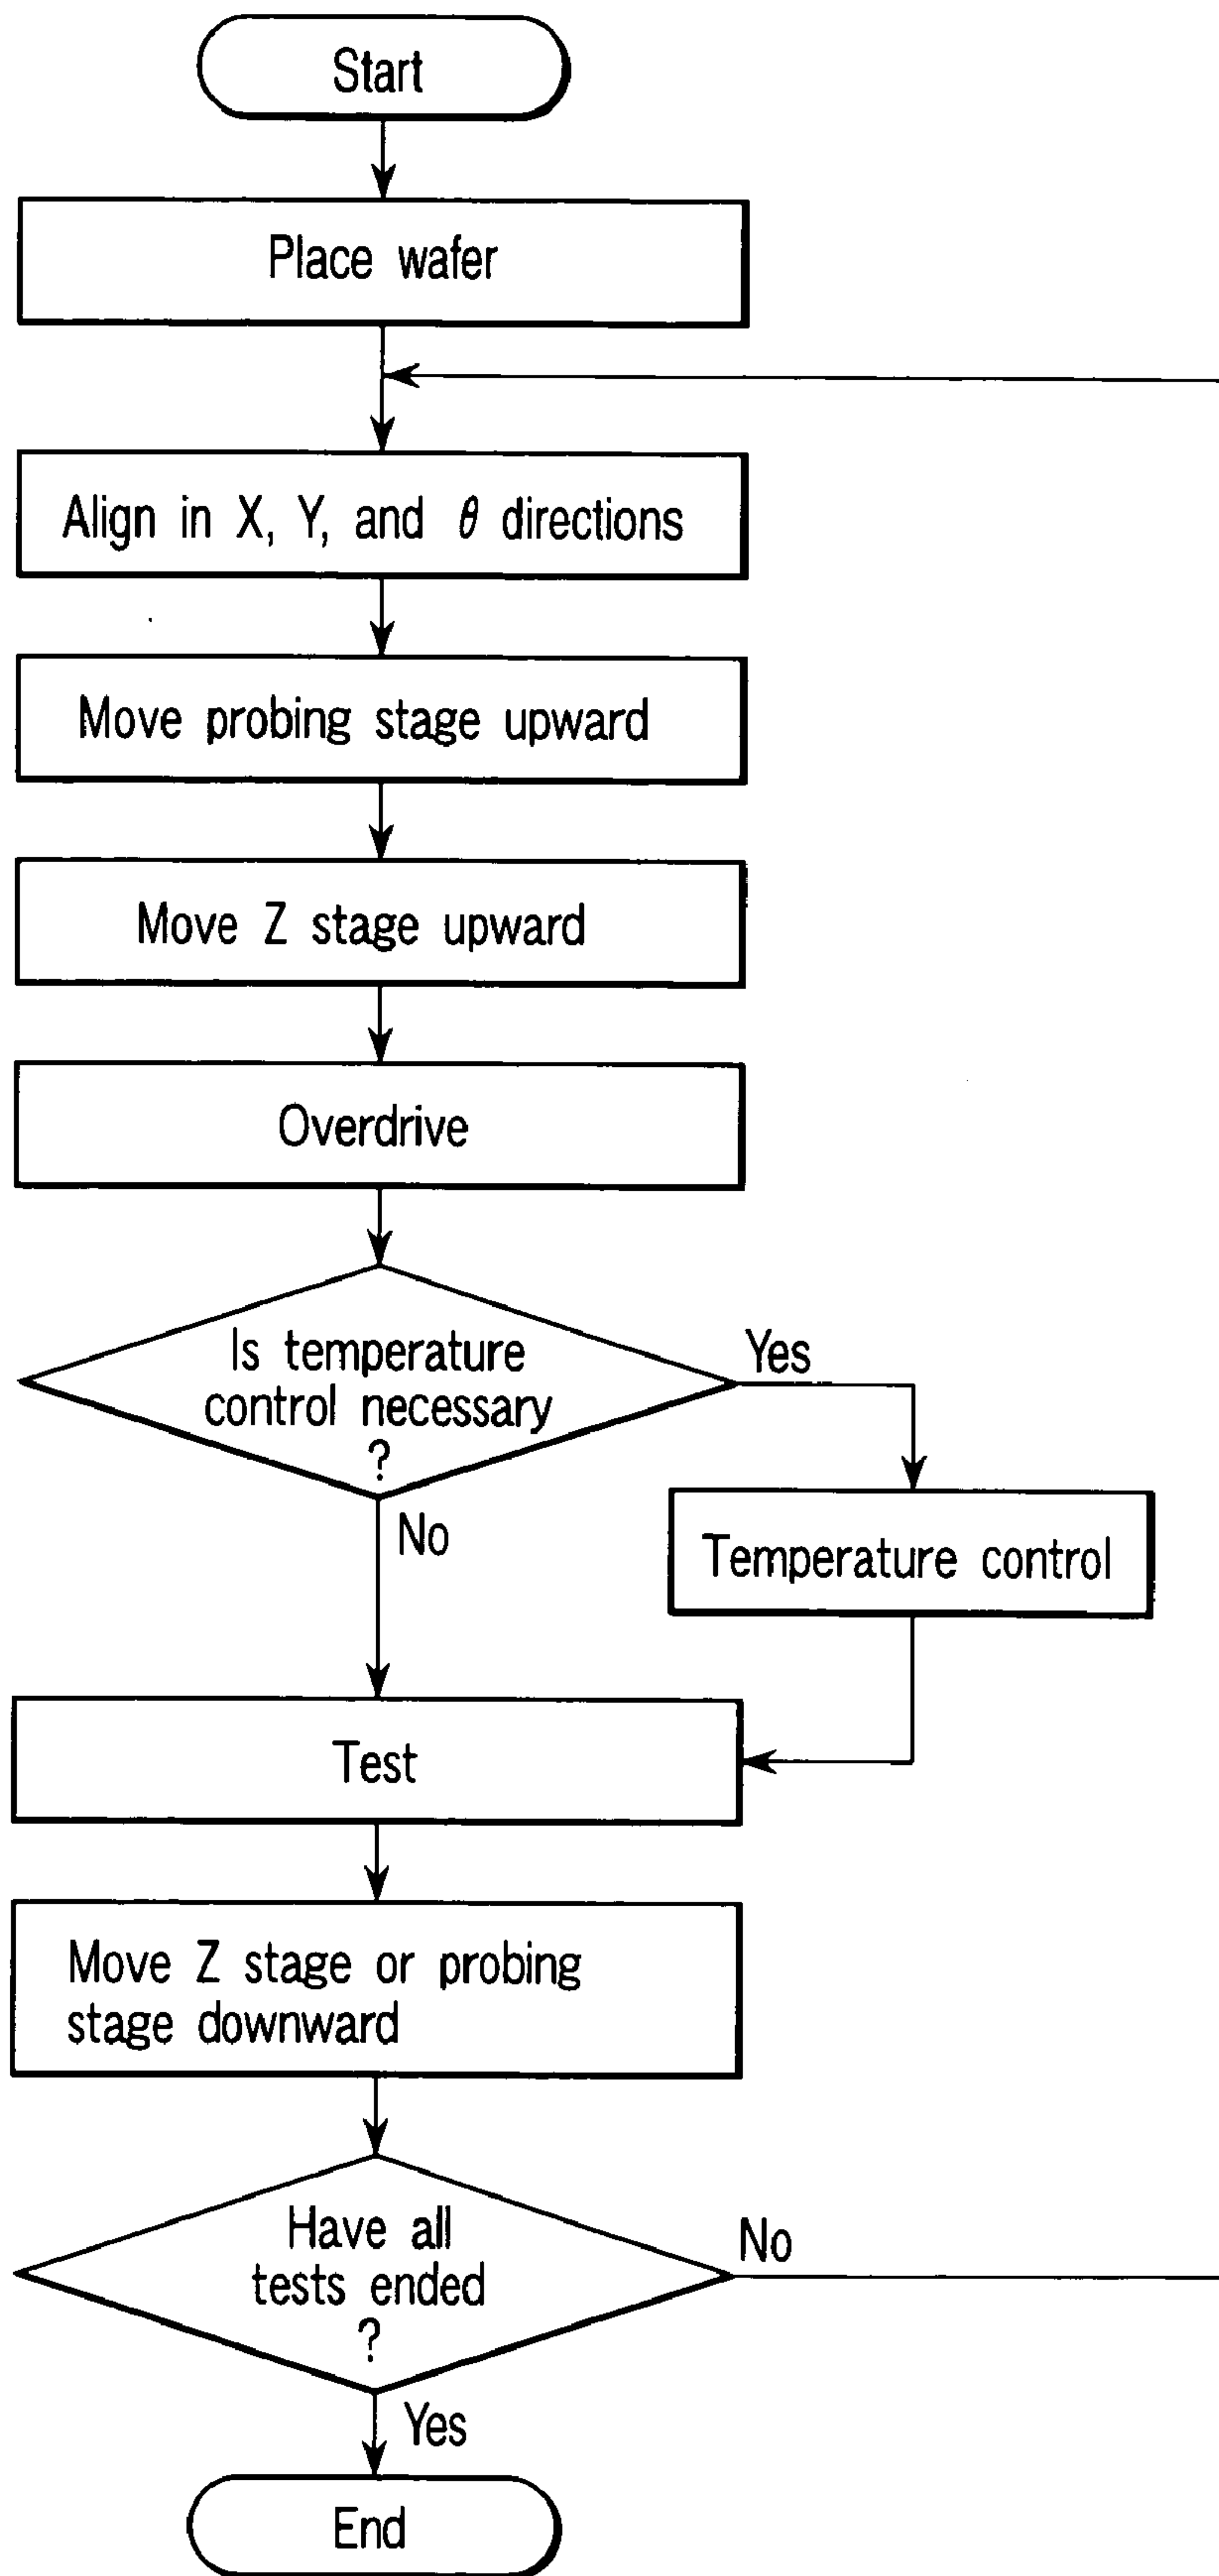 Start
Place wafer
Align in X, Y, and θ directions
Move probing stage upward
Move Z stage upward
Overdrive
Is temperature
control necessary
?
Yes
No
Temperature control
Test
Move Z stage or probing
stage downward
Have all
tests ended
?
No
Yes
End